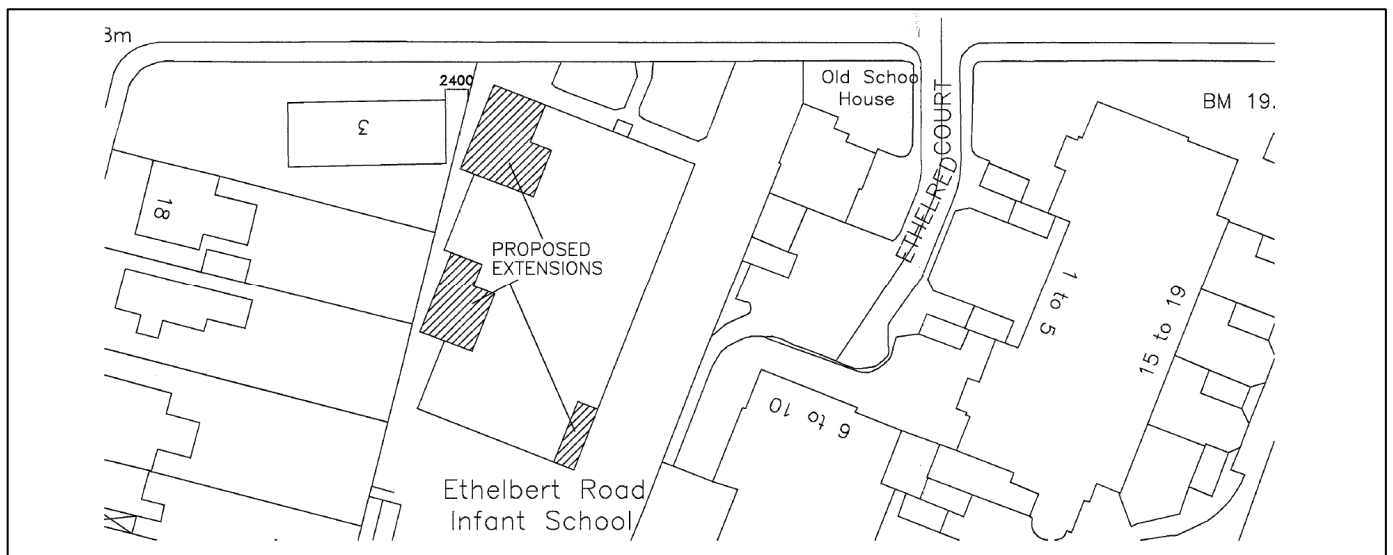 3m
2400
3
Old Schoo
House
ETHELRED COURT
BM 19.
18
PROPOSED
EXTENSIONS
1 to 5
15 to 19
6 to 10
Ethelbert Road
Infant School